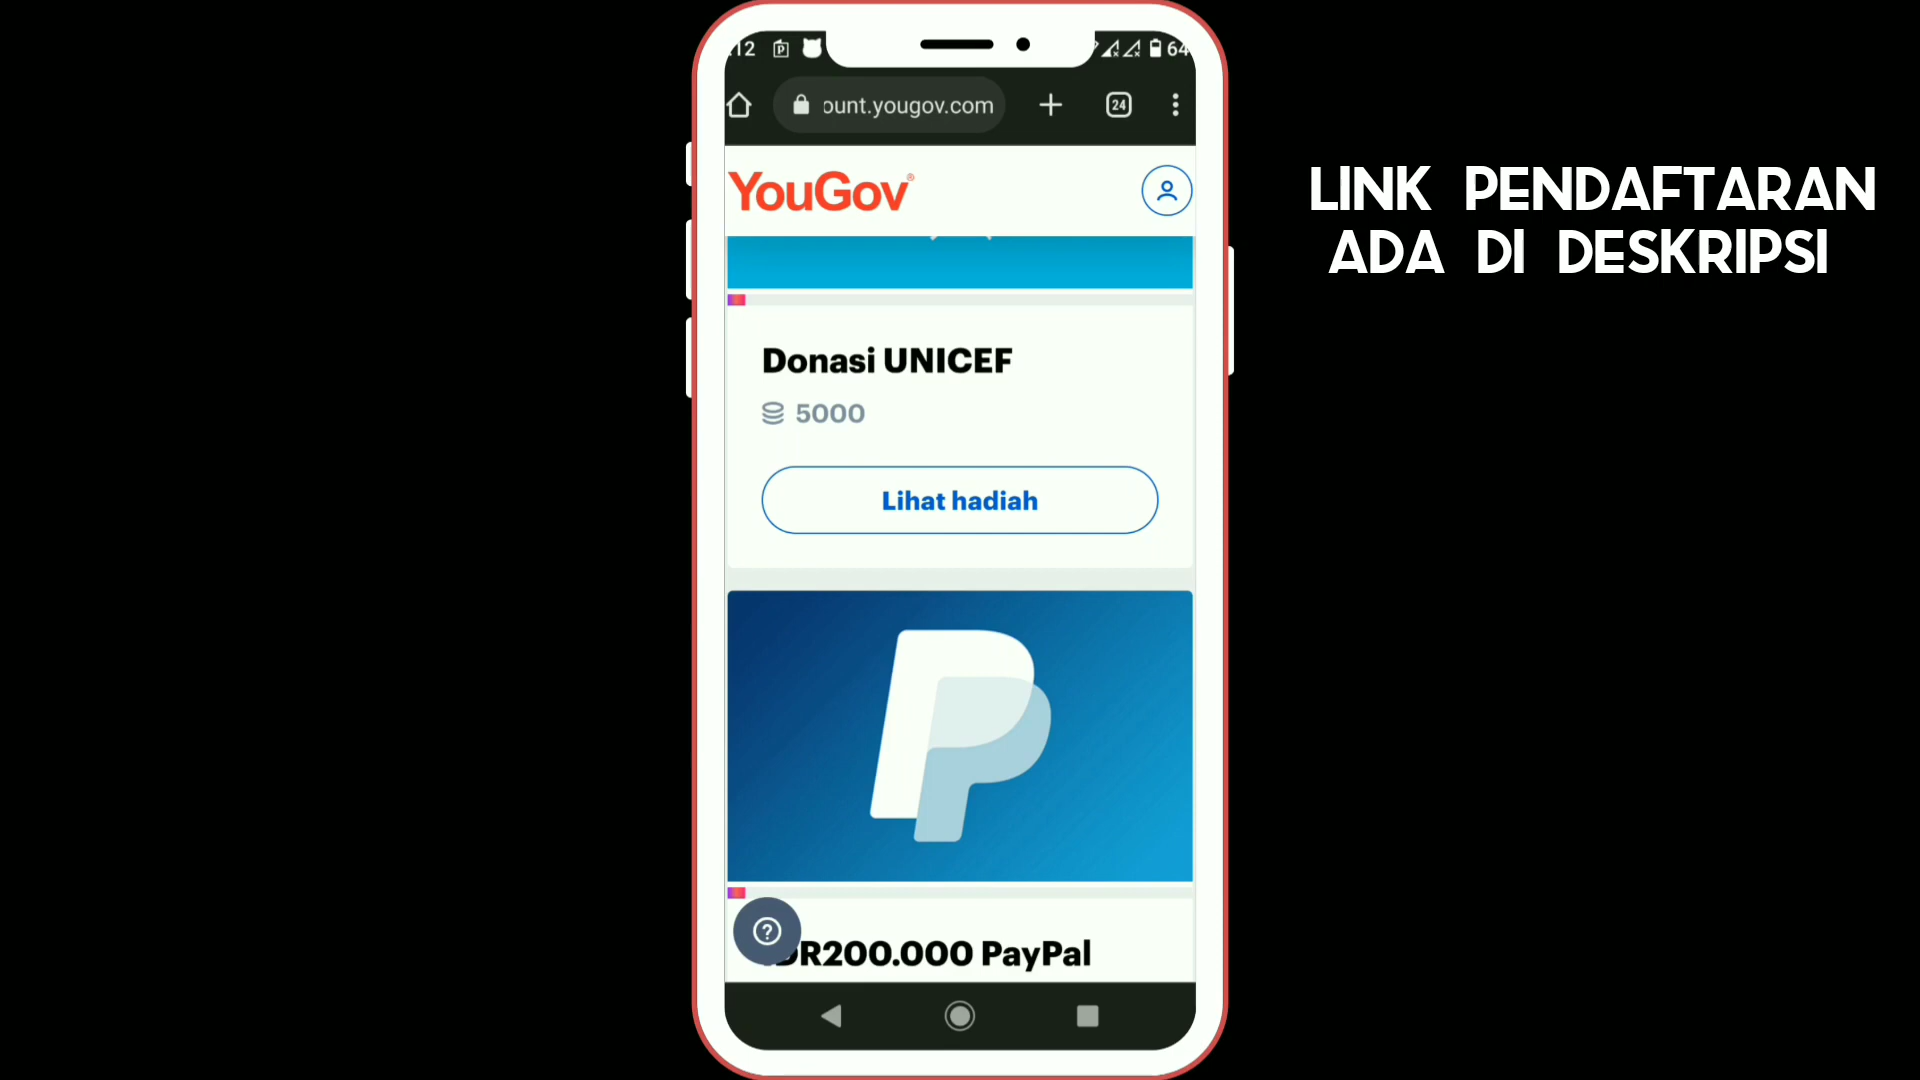 12
64
ount.yougov.com
24
YouGov®
LINK PENDAFTARAN
ADA DI DESKRIPSI
Donasi UNICEF
5000
Lihat hadiah
DR200.000 PayPal